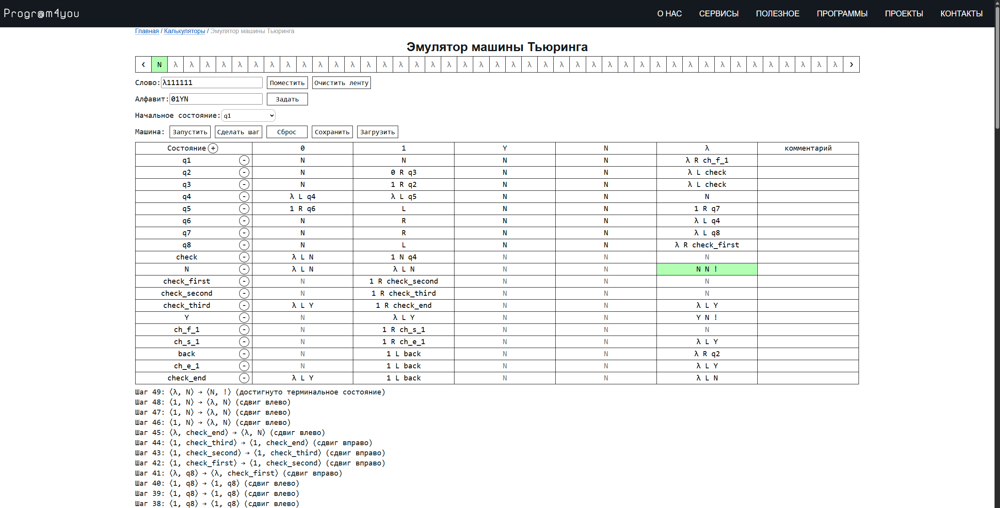 Progr@m4you О НАС СЕРВИСЫ ПОЛЕЗНОЕ ПРОГРАММЫ ПРОЕКТЫ КОНТАКТЫ
Главная / Калькуляторы / Эмулятор машины Тьюринга
Эмулятор машины Тьюринга
< N λ λ λ λ λ λ λ λ λ λ λ λ λ λ λ λ λ λ λ λ λ λ λ λ λ λ λ λ λ λ λ λ λ λ λ λ λ λ λ λ λ λ >
Слово: λ111111 Поместить Очистить ленту
Алфавит: 01YN Задать
Начальное состояние: q1
Машина: Запустить Сделать шаг Сброс Сохранить Загрузить
Состояние + 0 1 Y N λ комментарий
q1 - N N N N λ R ch_f_1
q2 - N 0 R q3 N N λ L check
q3 - N 1 R q2 N N λ L check
q4 - λ L q4 λ L q5 N N N
q5 - 1 R q6 L N N 1 R q7
q6 - N R N N λ L q4
q7 - N R N N λ L q8
q8 - N L N N λ R check_first
check - λ L N 1 N q4 N N N
N - λ L N λ L N N N N N !
check_first - N 1 R check_second N N N
check_second - N 1 R check_third N N N
check_third - λ L Y 1 R check_end N N λ L Y
Y - N λ L Y N N Y N !
ch_f_1 - N 1 R ch_s_1 N N N
ch_s_1 - N 1 R ch_e_1 N N λ L Y
back - N 1 L back N N λ R q2
ch_e_1 - N 1 L back N N λ L Y
check_end - λ L Y 1 L back N N λ L N
Шаг 49: ⟨λ, N⟩ → ⟨N, !⟩ (достигнуто терминальное состояние)
Шаг 48: ⟨1, N⟩ → ⟨λ, N⟩ (сдвиг влево)
Шаг 47: ⟨1, N⟩ → ⟨λ, N⟩ (сдвиг влево)
Шаг 46: ⟨1, N⟩ → ⟨λ, N⟩ (сдвиг влево)
Шаг 45: ⟨λ, check_end⟩ → ⟨λ, N⟩ (сдвиг влево)
Шаг 44: ⟨1, check_third⟩ → ⟨1, check_end⟩ (сдвиг вправо)
Шаг 43: ⟨1, check_second⟩ → ⟨1, check_third⟩ (сдвиг вправо)
Шаг 42: ⟨1, check_first⟩ → ⟨1, check_second⟩ (сдвиг вправо)
Шаг 41: ⟨λ, q8⟩ → ⟨λ, check_first⟩ (сдвиг вправо)
Шаг 40: ⟨1, q8⟩ → ⟨1, q8⟩ (сдвиг влево)
Шаг 39: ⟨1, q8⟩ → ⟨1, q8⟩ (сдвиг влево)
Шаг 38: ⟨1, q8⟩ → ⟨1, q8⟩ (сдвиг влево)